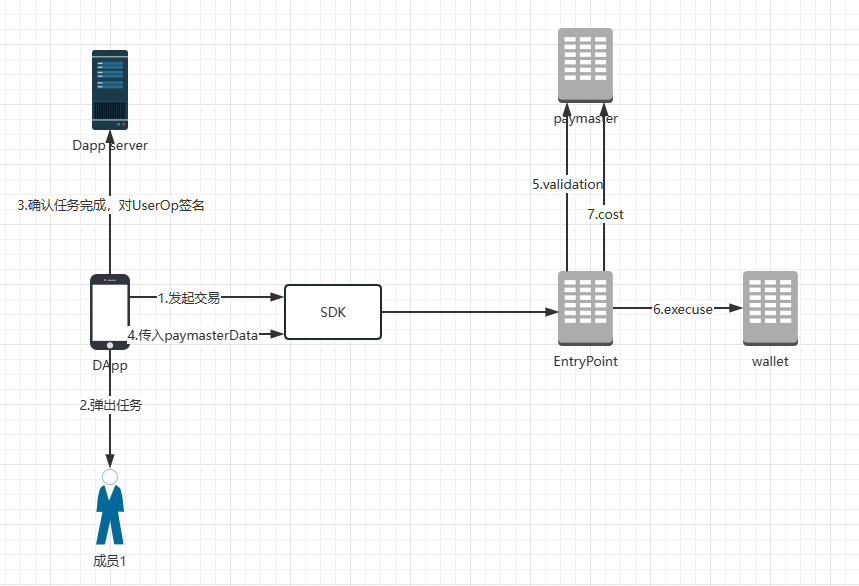 paymaster
Dapp server
5.validation
3.确认任务完成，对UserOp签名
7.cost
1.发起交易
SDK
6.execuse
4.传入paymasterData
DApp
EntryPoint
wallet
2.弹出任务
成员1